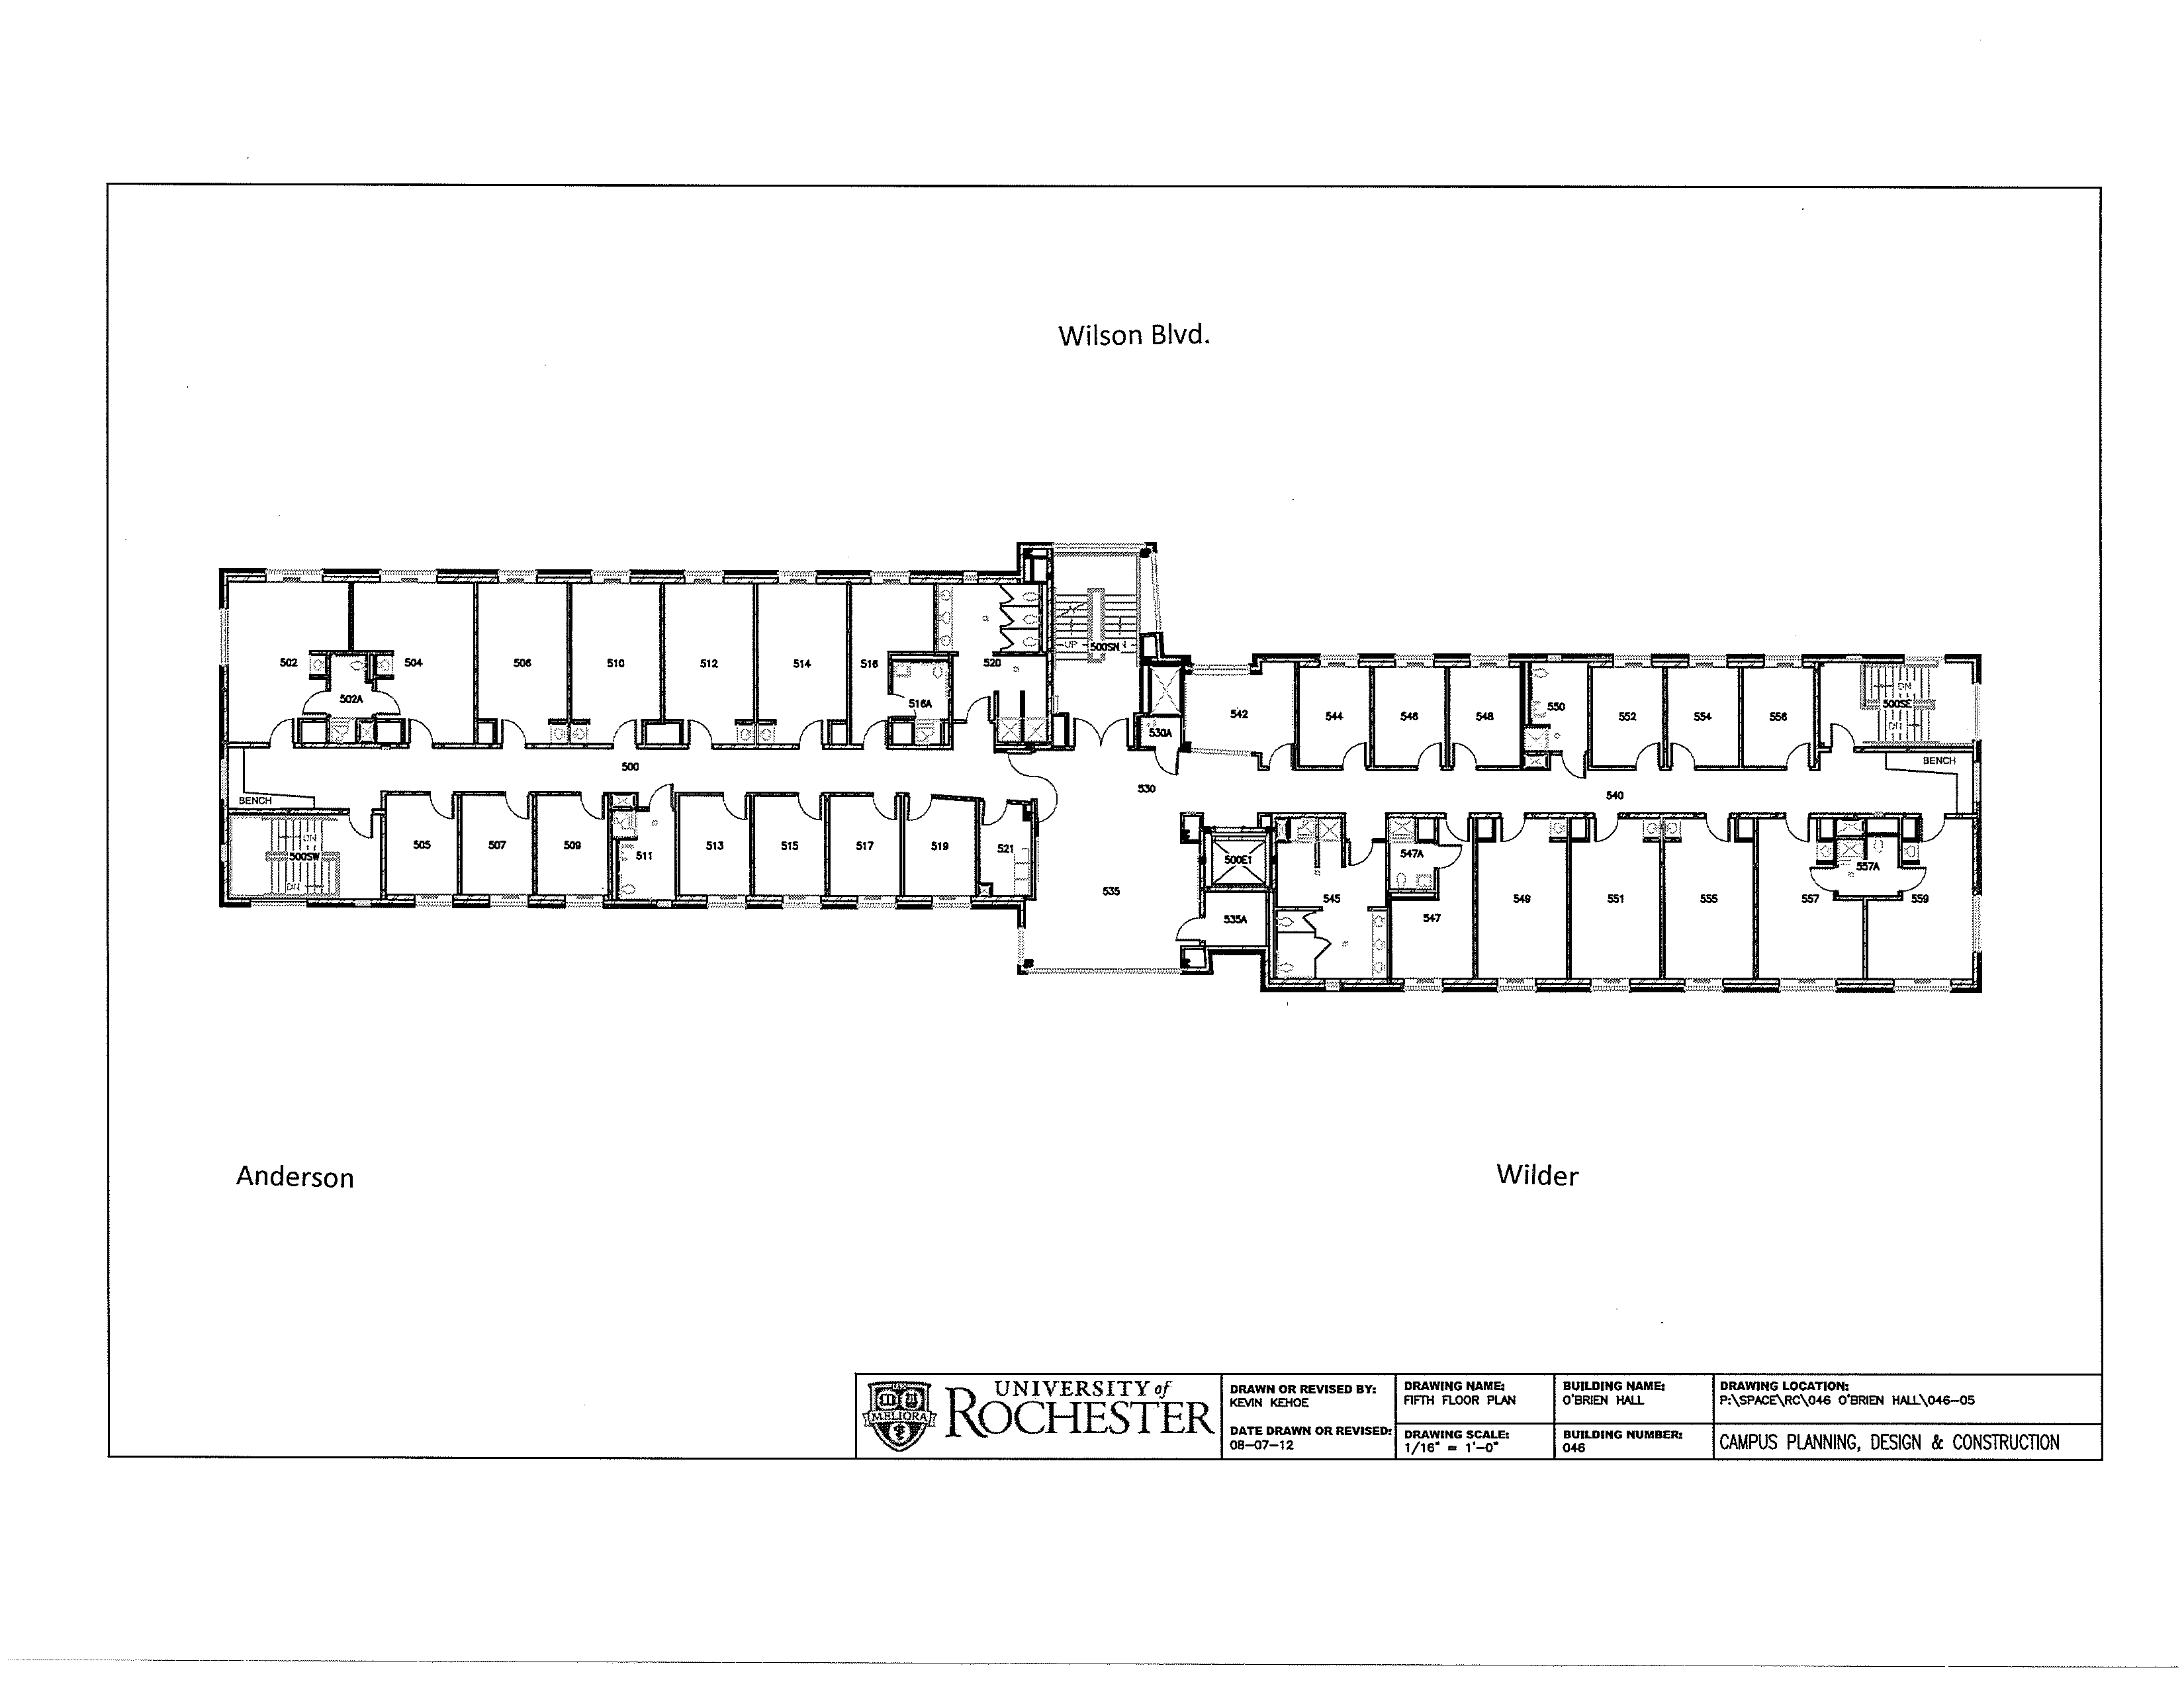 Wilson Blvd.
502
504
506
510
512
514
516
520
500SN
UP
502A
516A
530A
542
544
546
548
550
552
554
556
DN
500SE
DN
500
BENCH
530
540
BENCH
DN
500SW
DN
505
507
509
511
513
515
517
519
521
535
500E1
535A
545
547A
547
549
551
555
557
557A
559
Anderson
Wilder
UNIVERSITY of
ROCHESTER
MELIORA
DRAWN OR REVISED BY:
KEVIN KEHOE
DATE DRAWN OR REVISED:
08-07-12
DRAWING NAME:
FIFTH FLOOR PLAN
DRAWING SCALE:
1/16" = 1'-0"
BUILDING NAME:
O'BRIEN HALL
BUILDING NUMBER:
046
DRAWING LOCATION:
P:\SPACE\RC\046 O'BRIEN HALL\046-05
CAMPUS PLANNING, DESIGN & CONSTRUCTION